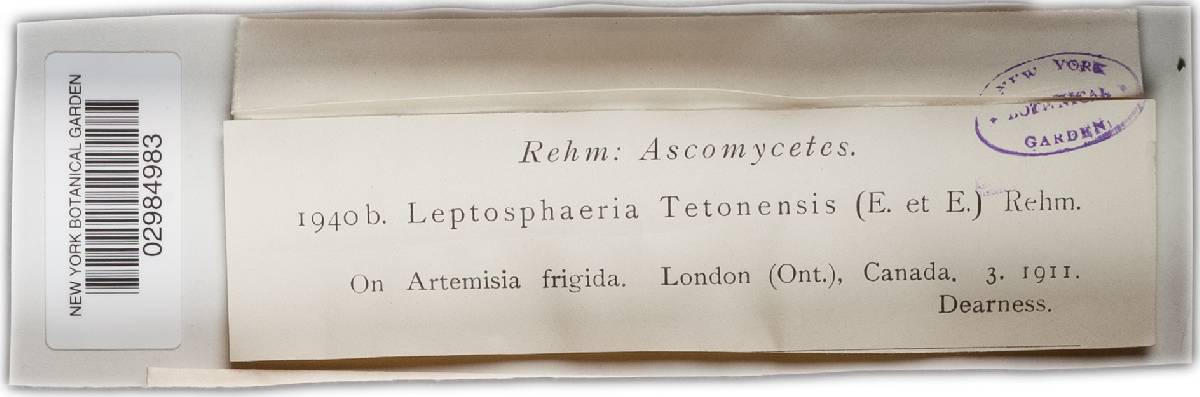 NEW YORK BOTANICAL GARDEN
02984983
NEW YORK
* BOTANICAL *
GARDEN
Rehm: Ascomycetes.
1940 b. Leptosphaeria Tetonensis (E. et E.) Rehm.
On Artemisia frigida. London (Ont.), Canada. 3. 1911.
Dearness.